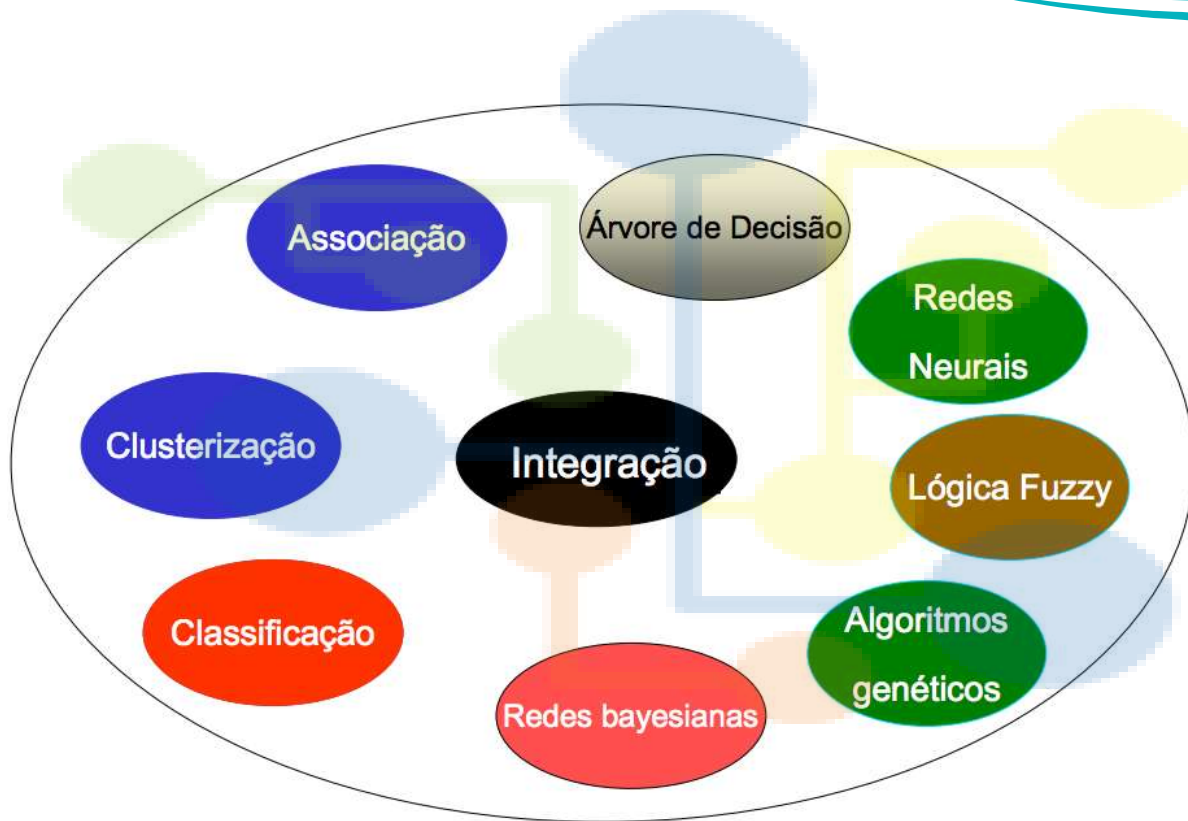 Associação
Árvore de Decisão
Redes
Neurais
Clusterização
Integração
Lógica Fuzzy
Classificação
Algoritmos
genéticos
Redes bayesianas